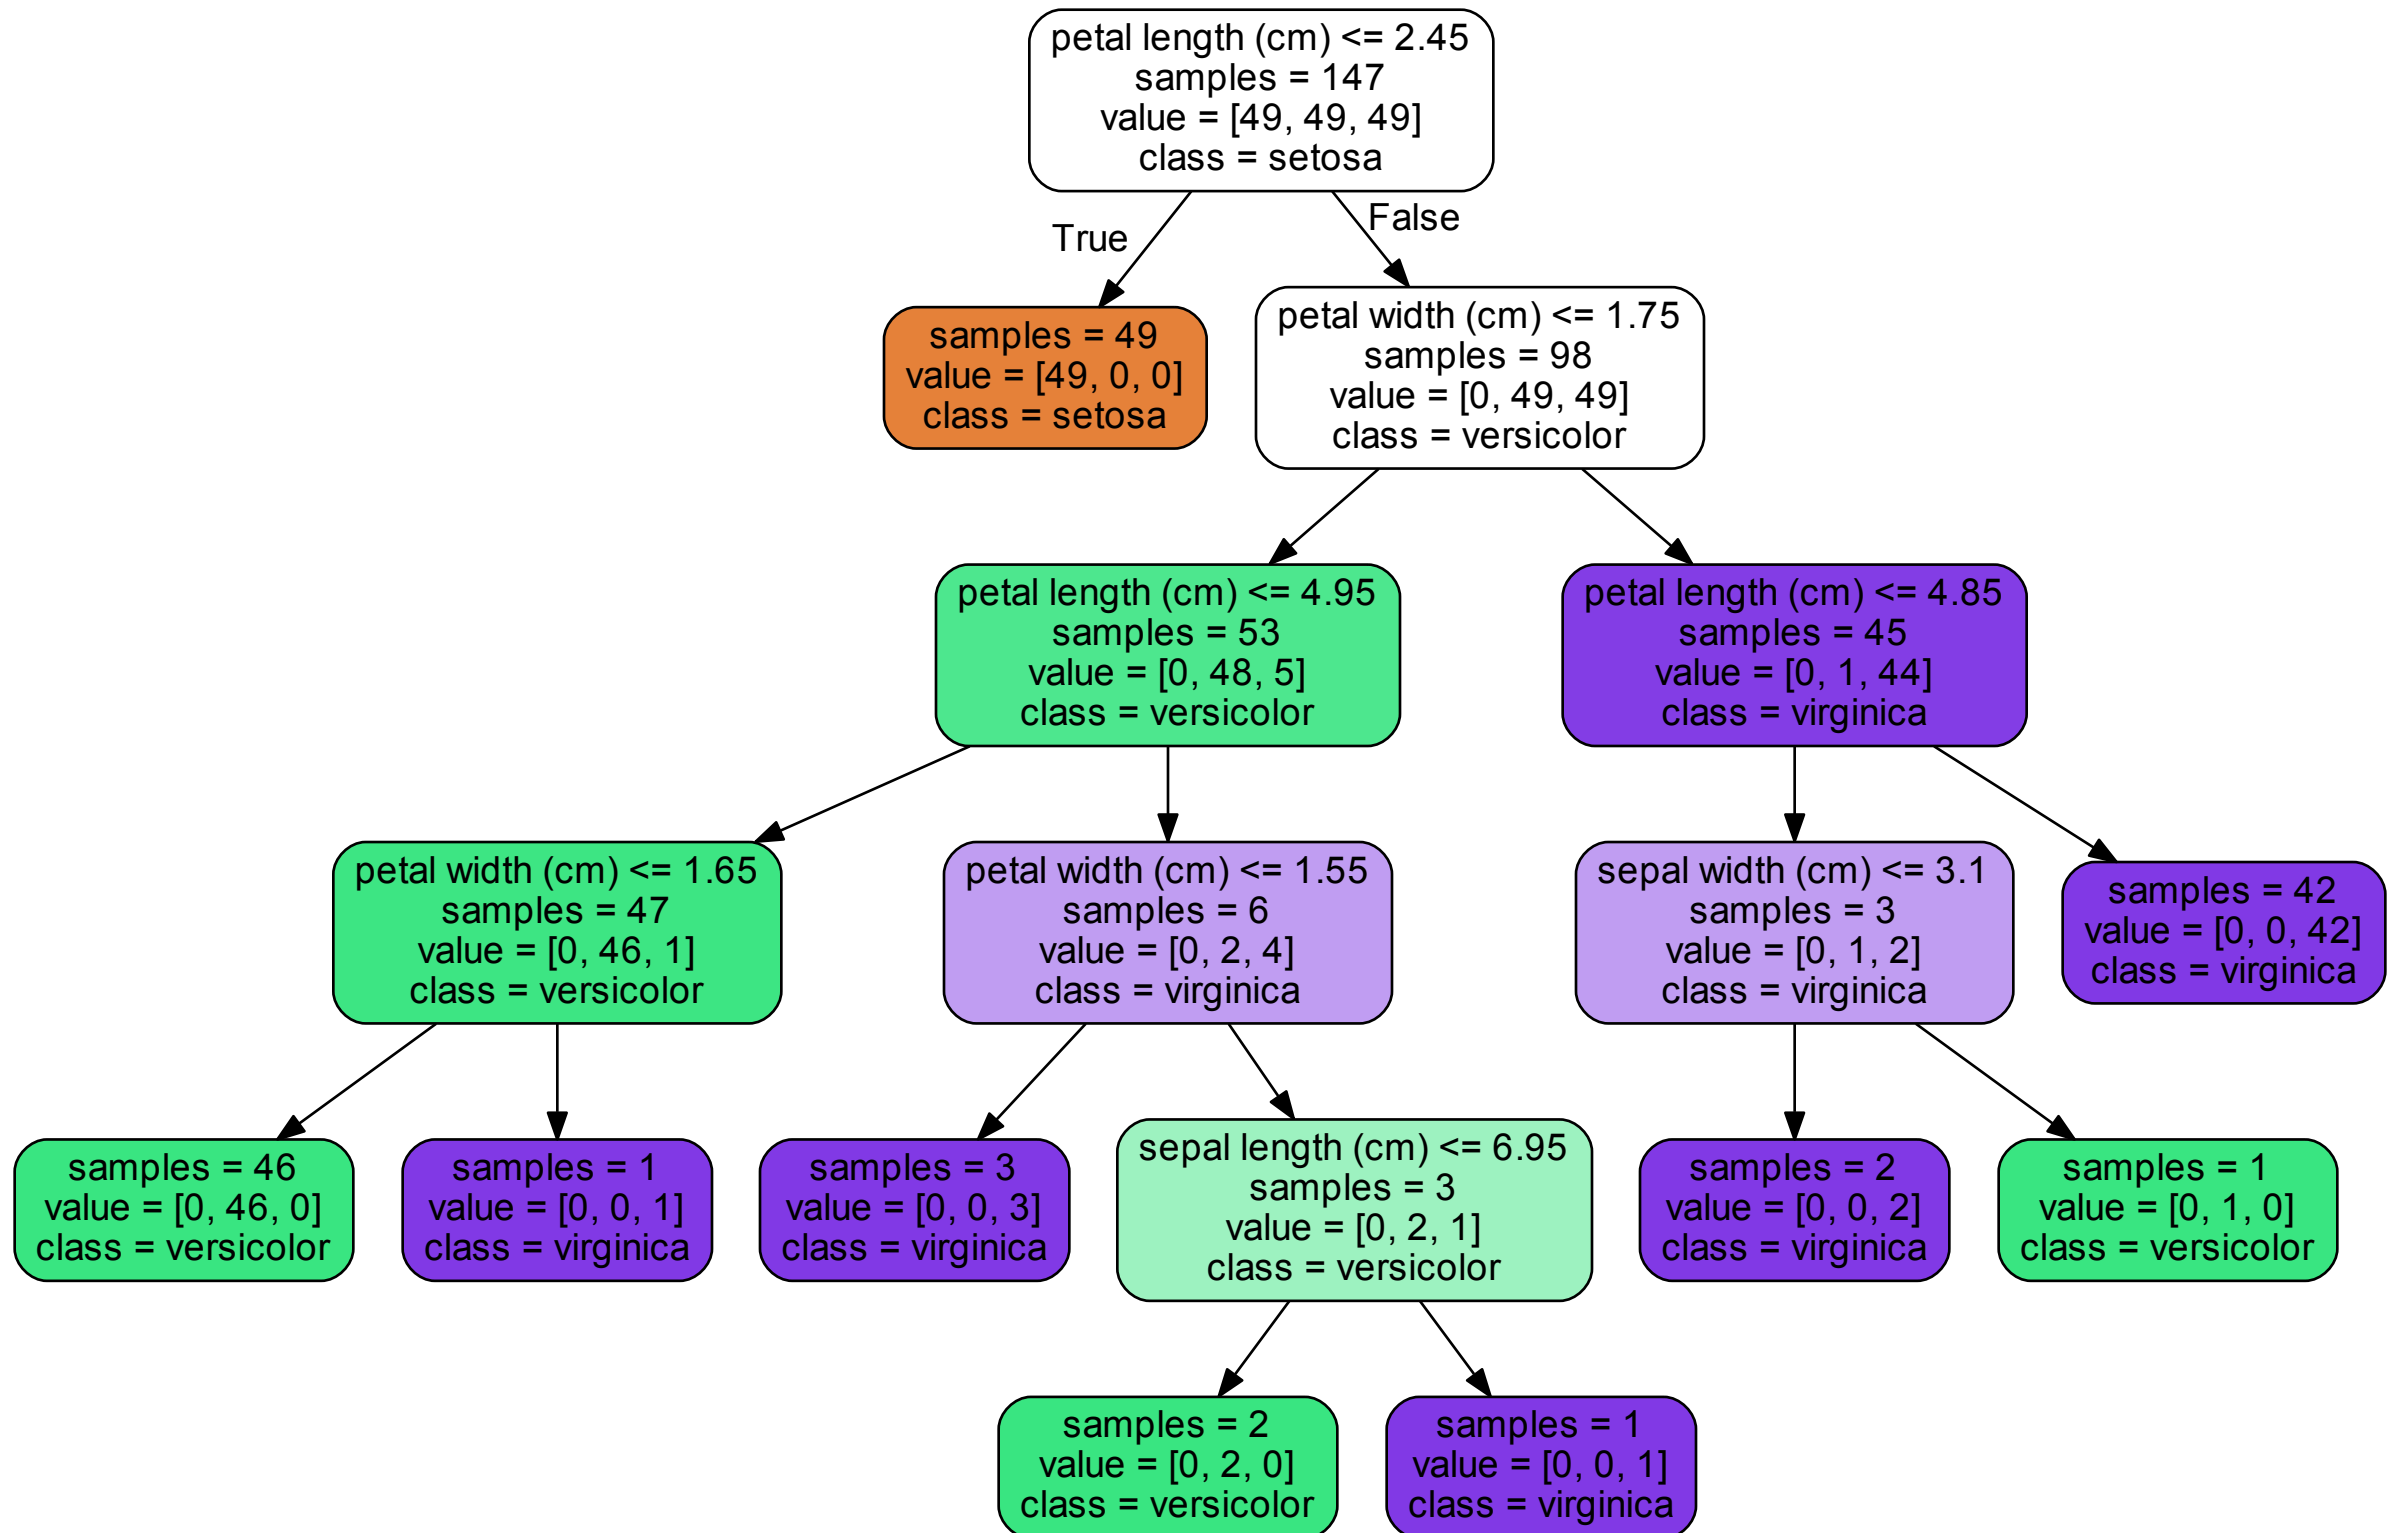 petal length (cm) <= 2.45
samples = 147
value = [49, 49, 49]
class = setosa
True
False
samples = 49
value = [49, 0, 0]
class = setosa
petal width (cm) <= 1.75
samples = 98
value = [0, 49, 49]
class = versicolor
petal length (cm) <= 4.95
samples = 53
value = [0, 48, 5]
class = versicolor
petal length (cm) <= 4.85
samples = 45
value = [0, 1, 44]
class = virginica
petal width (cm) <= 1.65
samples = 47
value = [0, 46, 1]
class = versicolor
petal width (cm) <= 1.55
samples = 6
value = [0, 2, 4]
class = virginica
sepal width (cm) <= 3.1
samples = 3
value = [0, 1, 2]
class = virginica
samples = 42
value = [0, 0, 42]
class = virginica
samples = 46
value = [0, 46, 0]
class = versicolor
samples = 1
value = [0, 0, 1]
class = virginica
samples = 3
value = [0, 0, 3]
class = virginica
sepal length (cm) <= 6.95
samples = 3
value = [0, 2, 1]
class = versicolor
samples = 2
value = [0, 0, 2]
class = virginica
samples = 1
value = [0, 1, 0]
class = versicolor
samples = 2
value = [0, 2, 0]
class = versicolor
samples = 1
value = [0, 0, 1]
class = virginica